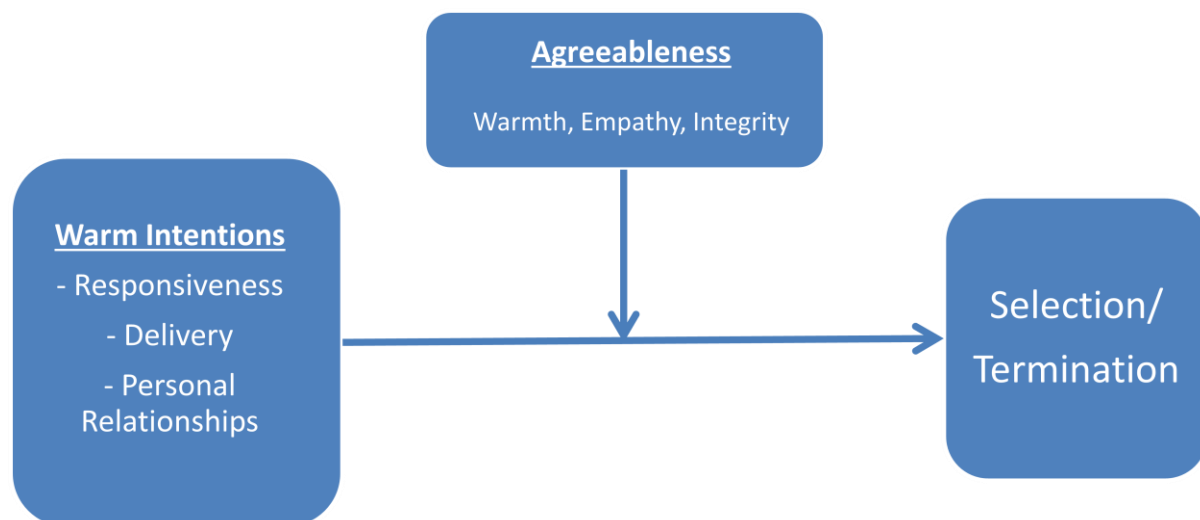 Agreeableness
Warmth, Empathy, Integrity
Warm Intentions
- Responsiveness
- Delivery
- Personal
Relationships
Selection/
Termination